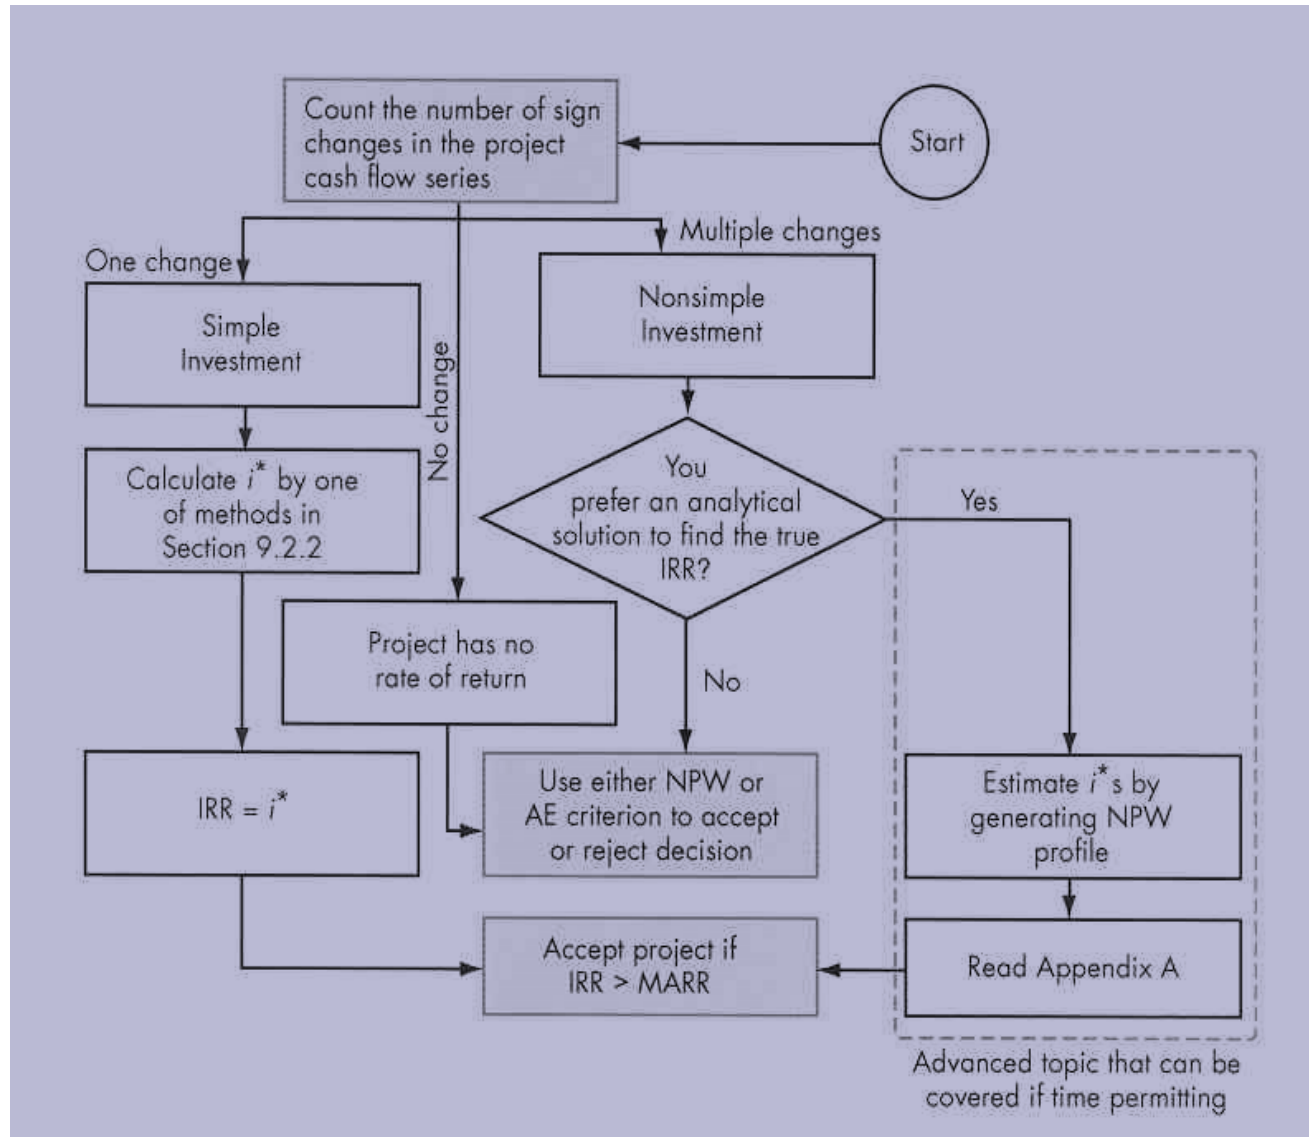 Start
Count the number of sign
changes in the project
cash flow series
One change
No change
Multiple changes
Simple
Investment
Nonsimple
Investment
Calculate i* by one
of methods in
Section 9.2.2
You
prefer an analytical
solution to find the true
IRR?
Yes
No
Project has no
rate of return
IRR = i*
Use either NPW or
AE criterion to accept
or reject decision
Estimate i*s by
generating NPW
profile
Accept project if
IRR > MARR
Read Appendix A
Advanced topic that can be
covered if time permitting